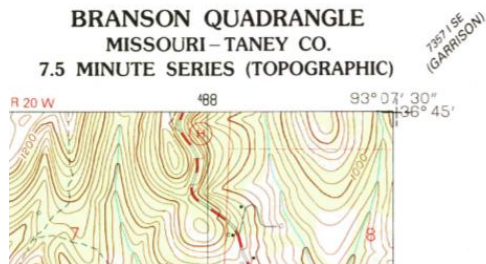 BRANSON QUADRANGLE
MISSOURI – TANEY CO.
7.5 MINUTE SERIES (TOPOGRAPHIC)
7357 I SE
(GARRISON)
R 20 W
488
93° 07′ 30″
36° 45′
1000
H
1000
7
8